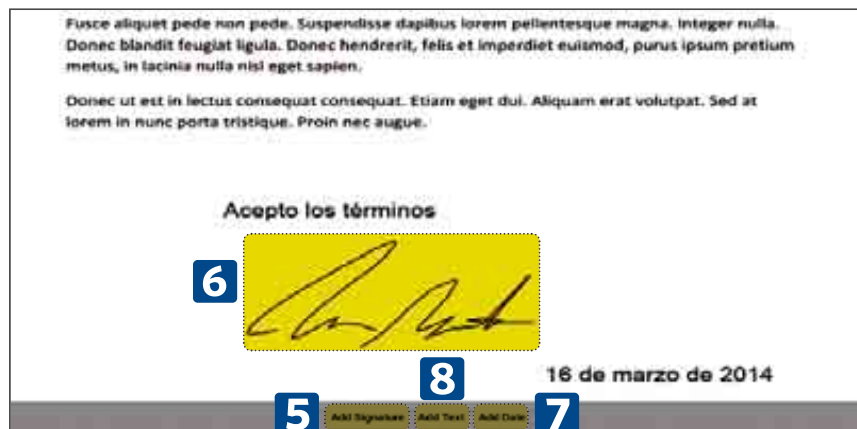 Fusce aliquet pede non pede. Suspendisse dapibus lorem pellentesque magna. Integer nulla.
Donec blandit feugiat ligula. Donec hendrerit, felis et imperdiet euismod, purus ipsum pretium
metus, in lacinia nulla nisl eget sapien.
Donec ut est in lectus consequat consequat. Etiam eget dui. Aliquam erat volutpat. Sed at
lorem in nunc porta tristique. Proin nec augue.
Acepto los términos
6
8
16 de marzo de 2014
5 Add Signature Add Text Add Date 7